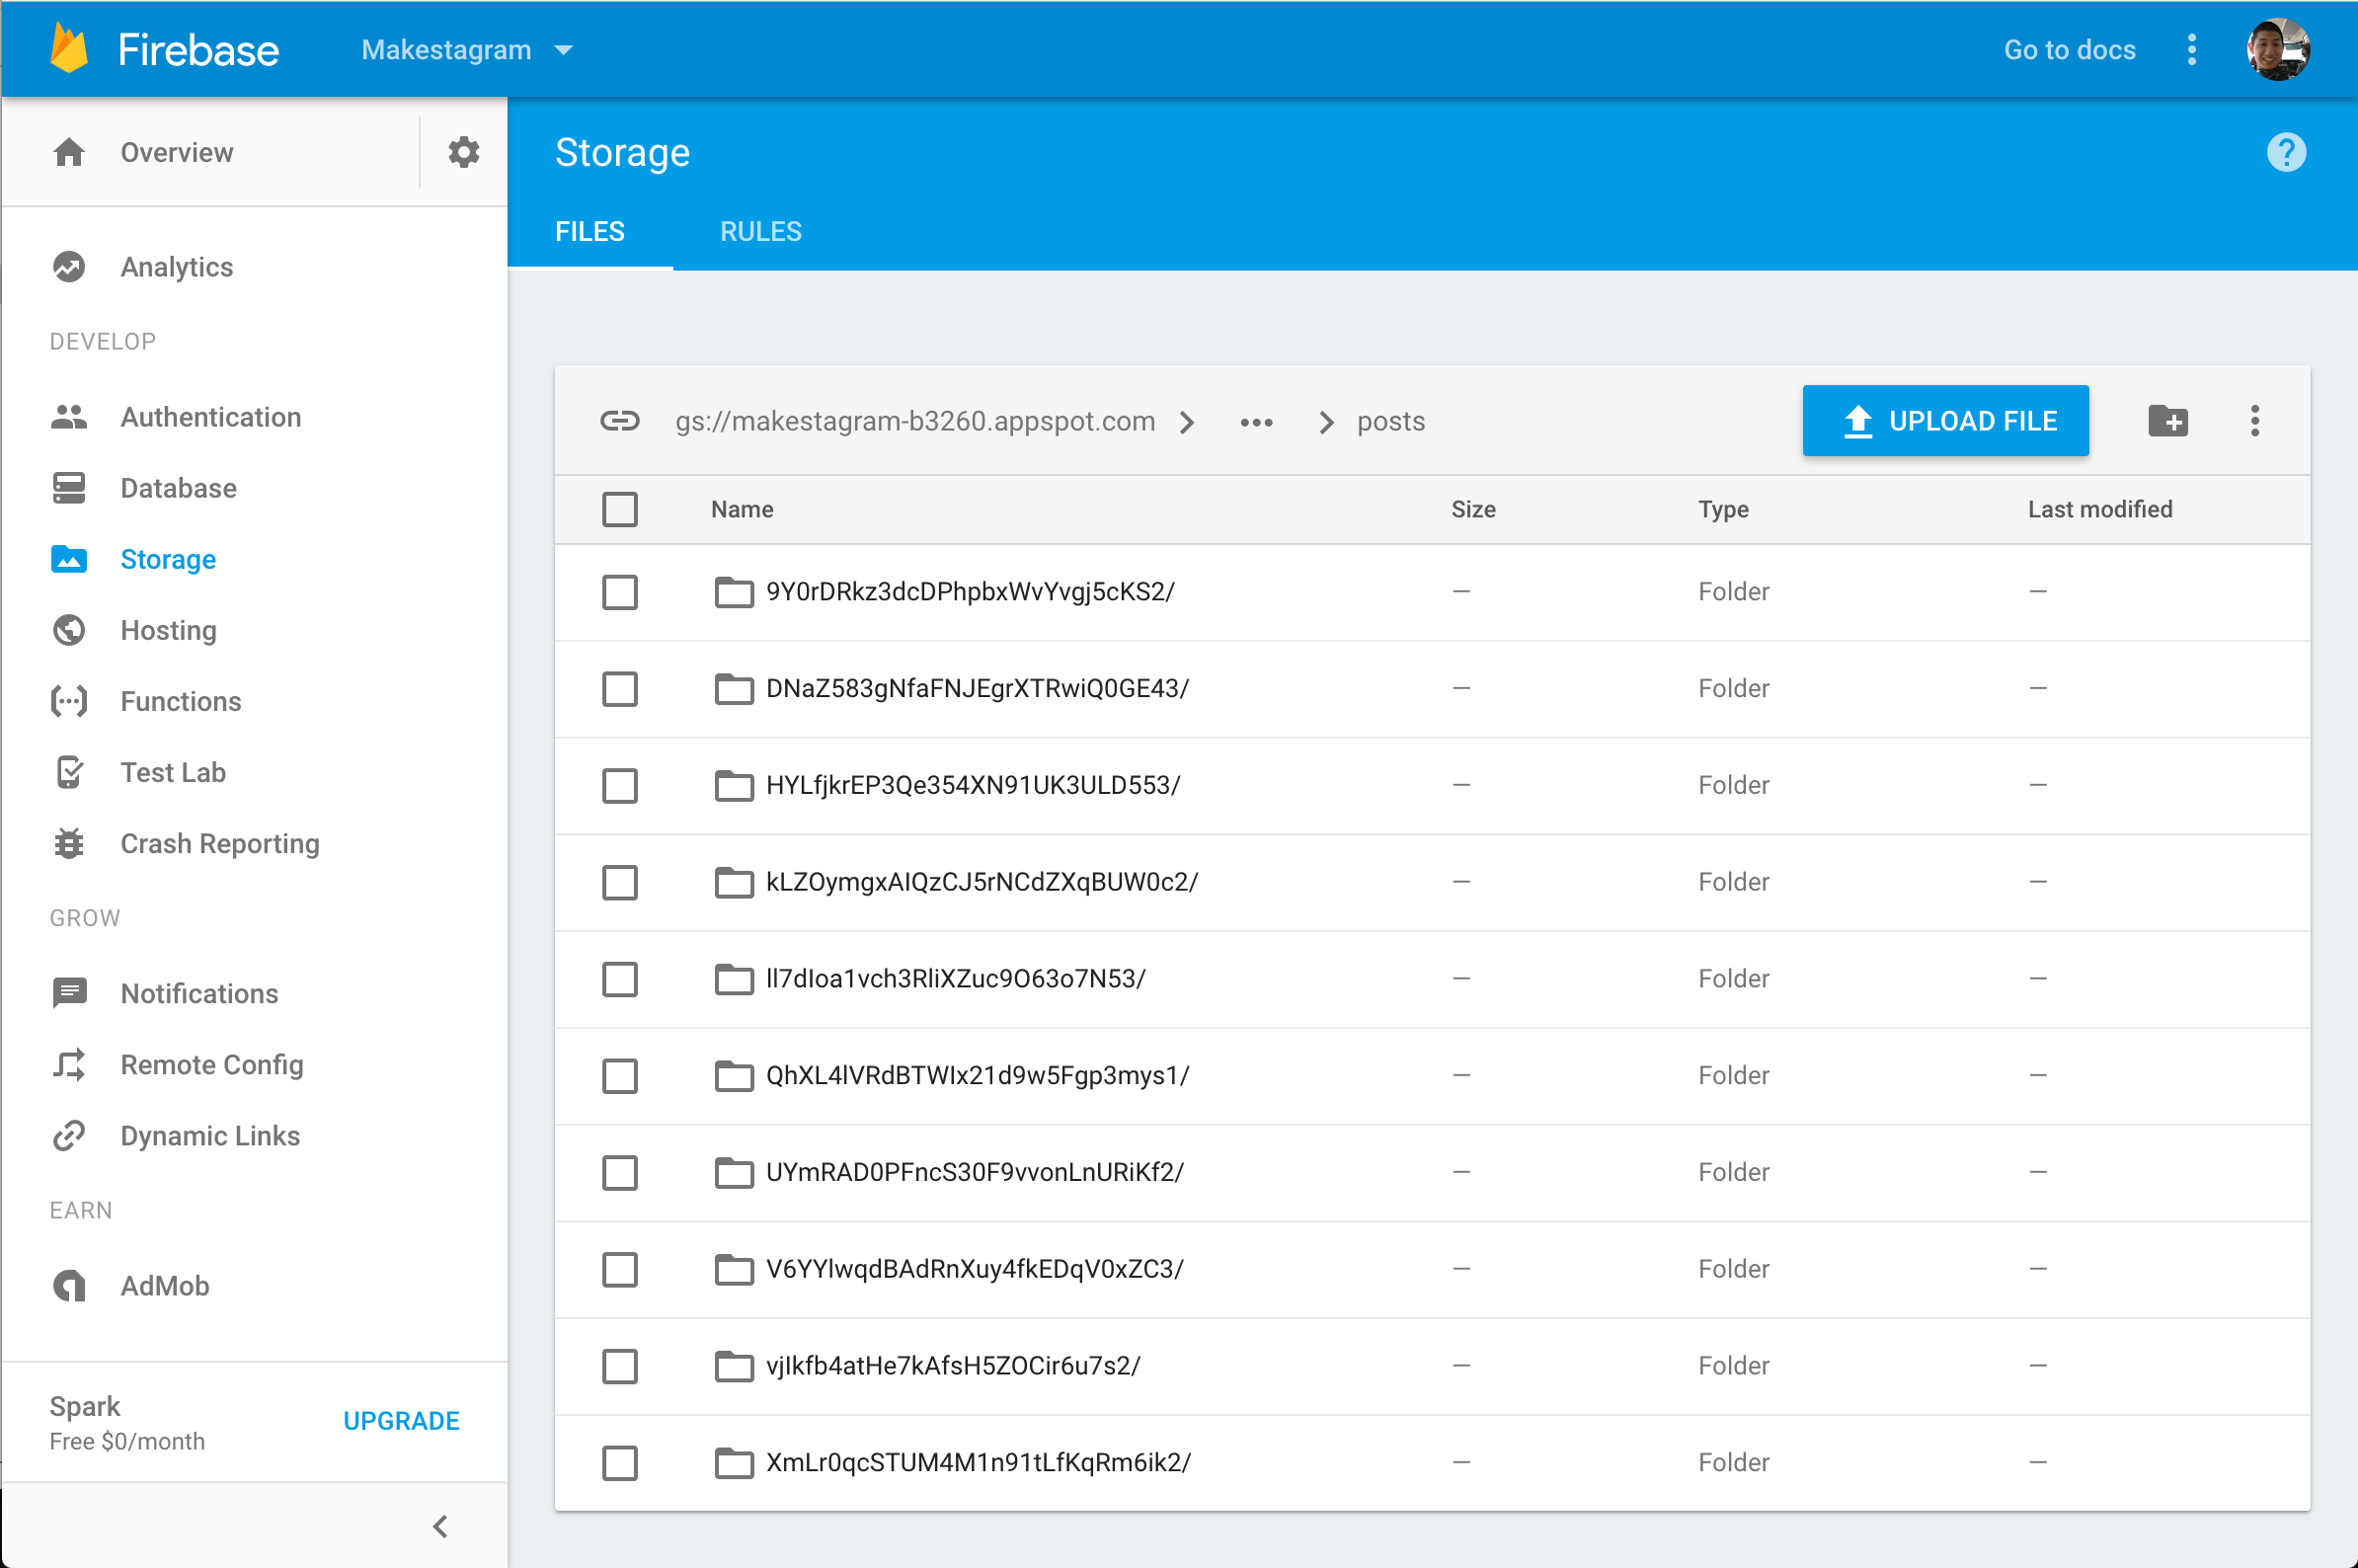 Firebase
Makestagram
Go to docs
Overview
Storage
?
FILES RULES
Analytics
DEVELOP
Authentication
Database
Storage
Hosting
Functions
Test Lab
Crash Reporting
GROW
Notifications
Remote Config
Dynamic Links
EARN
AdMob
Spark
Free $0/month
UPGRADE
gs://makestagram-b3260.appspot.com > ... > posts
UPLOAD FILE
Name Size Type Last modified
9Y0rDRkz3dcDPhpbxWvYvgj5cKS2/ — Folder —
DNaZ583gNfaFNJEgrXTRwiQ0GE43/ — Folder —
HYLfjkrEP3Qe354XN91UK3ULD553/ — Folder —
kLZOymgxAIQzCJ5rNCdZXqBUW0c2/ — Folder —
ll7dIoa1vch3RliXZuc9O63o7N53/ — Folder —
QhXL4lVRdBTWIx21d9w5Fgp3mys1/ — Folder —
UYmRAD0PFncS30F9vvonLnURiKf2/ — Folder —
V6YYlwqdBAdRnXuy4fkEDqV0xZC3/ — Folder —
vjIkfb4atHe7kAfsH5ZOCir6u7s2/ — Folder —
XmLr0qcSTUM4M1n91tLfKqRm6ik2/ — Folder —